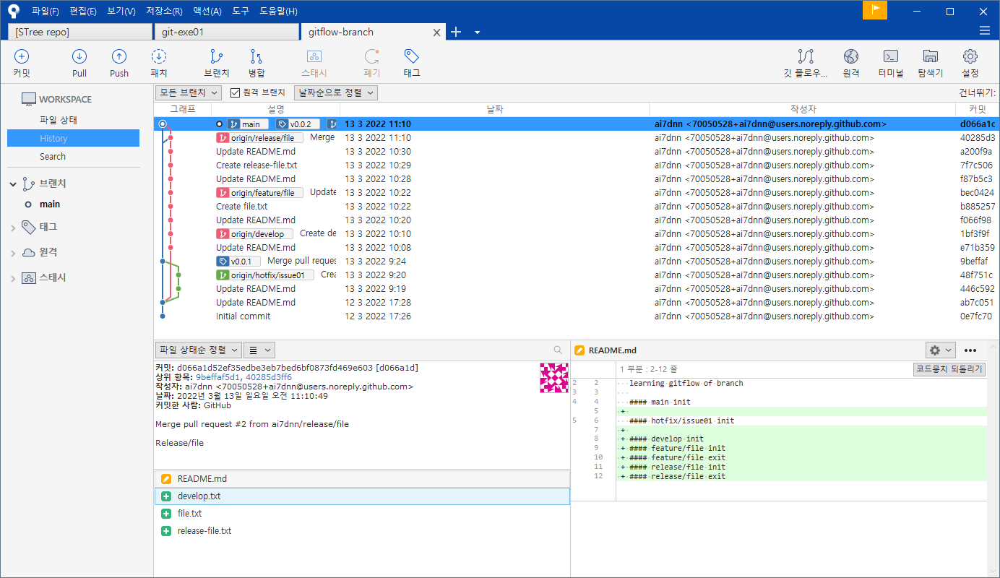 파일(F) 편집(E) 보기(V) 저장소(R) 액션(A) 도구 도움말(H)
[STree repo] git-exe01 gitflow-branch
커밋 Pull Push 패치 브랜치 병합 스태시 폐기 태그 깃 플로우... 원격 터미널 탐색기 설정
WORKSPACE
파일 상태
History
Search
브랜치
main
태그
원격
스태시
모든 브랜치 원격 브랜치 날짜순으로 정렬 건너뛰기:
그래프 설명 날짜 작성자 커밋
main v0.0.2 13 3 2022 11:10 ai7dnn <70050528+ai7dnn@users.noreply.github.com> d066a1c
origin/release/file Merge 13 3 2022 11:10 ai7dnn <70050528+ai7dnn@users.noreply.github.com> 40285d3
Update README.md 13 3 2022 10:30 ai7dnn <70050528+ai7dnn@users.noreply.github.com> a200f9a
Create release-file.txt 13 3 2022 10:29 ai7dnn <70050528+ai7dnn@users.noreply.github.com> 7f7c506
Update README.md 13 3 2022 10:28 ai7dnn <70050528+ai7dnn@users.noreply.github.com> f87b5c3
origin/feature/file Update 13 3 2022 10:22 ai7dnn <70050528+ai7dnn@users.noreply.github.com> bec0424
Create file.txt 13 3 2022 10:22 ai7dnn <70050528+ai7dnn@users.noreply.github.com> b885257
Update README.md 13 3 2022 10:20 ai7dnn <70050528+ai7dnn@users.noreply.github.com> f066f98
origin/develop Create de 13 3 2022 10:10 ai7dnn <70050528+ai7dnn@users.noreply.github.com> 1bf3f9f
Update README.md 13 3 2022 10:08 ai7dnn <70050528+ai7dnn@users.noreply.github.com> e71b359
v0.0.1 Merge pull reques 13 3 2022 9:24 ai7dnn <70050528+ai7dnn@users.noreply.github.com> 9beffaf
origin/hotfix/issue01 Crea 13 3 2022 9:20 ai7dnn <70050528+ai7dnn@users.noreply.github.com> 48f751c
Update README.md 13 3 2022 9:19 ai7dnn <70050528+ai7dnn@users.noreply.github.com> 446c592
Update README.md 12 3 2022 17:28 ai7dnn <70050528+ai7dnn@users.noreply.github.com> ab7c051
Initial commit 12 3 2022 17:26 ai7dnn <70050528+ai7dnn@users.noreply.github.com> 0e7fc70
파일 상태순 정렬
커밋: d066a1d52ef35edbe3eb7bed6bf0873fd469e603 [d066a1d]
상위 항목: 9beffaf5d1, 40285d3ff6
작성자: ai7dnn <70050528+ai7dnn@users.noreply.github.com>
날짜: 2022년 3월 13일 일요일 오전 11:10:49
커밋한 사람: GitHub
Merge pull request #2 from ai7dnn/release/file
Release/file
README.md
develop.txt
file.txt
release-file.txt
README.md
1 부분 : 2-12 줄 코드뭉치 되돌리기
2 2 learning gitflow of branch
3 3
4 4 #### main init
5 +
5 6 #### hotfix/issue01 init
7 +
8 + #### develop init
9 + #### feature/file init
10 + #### feature/file exit
11 + #### release/file init
12 + #### release/file exit